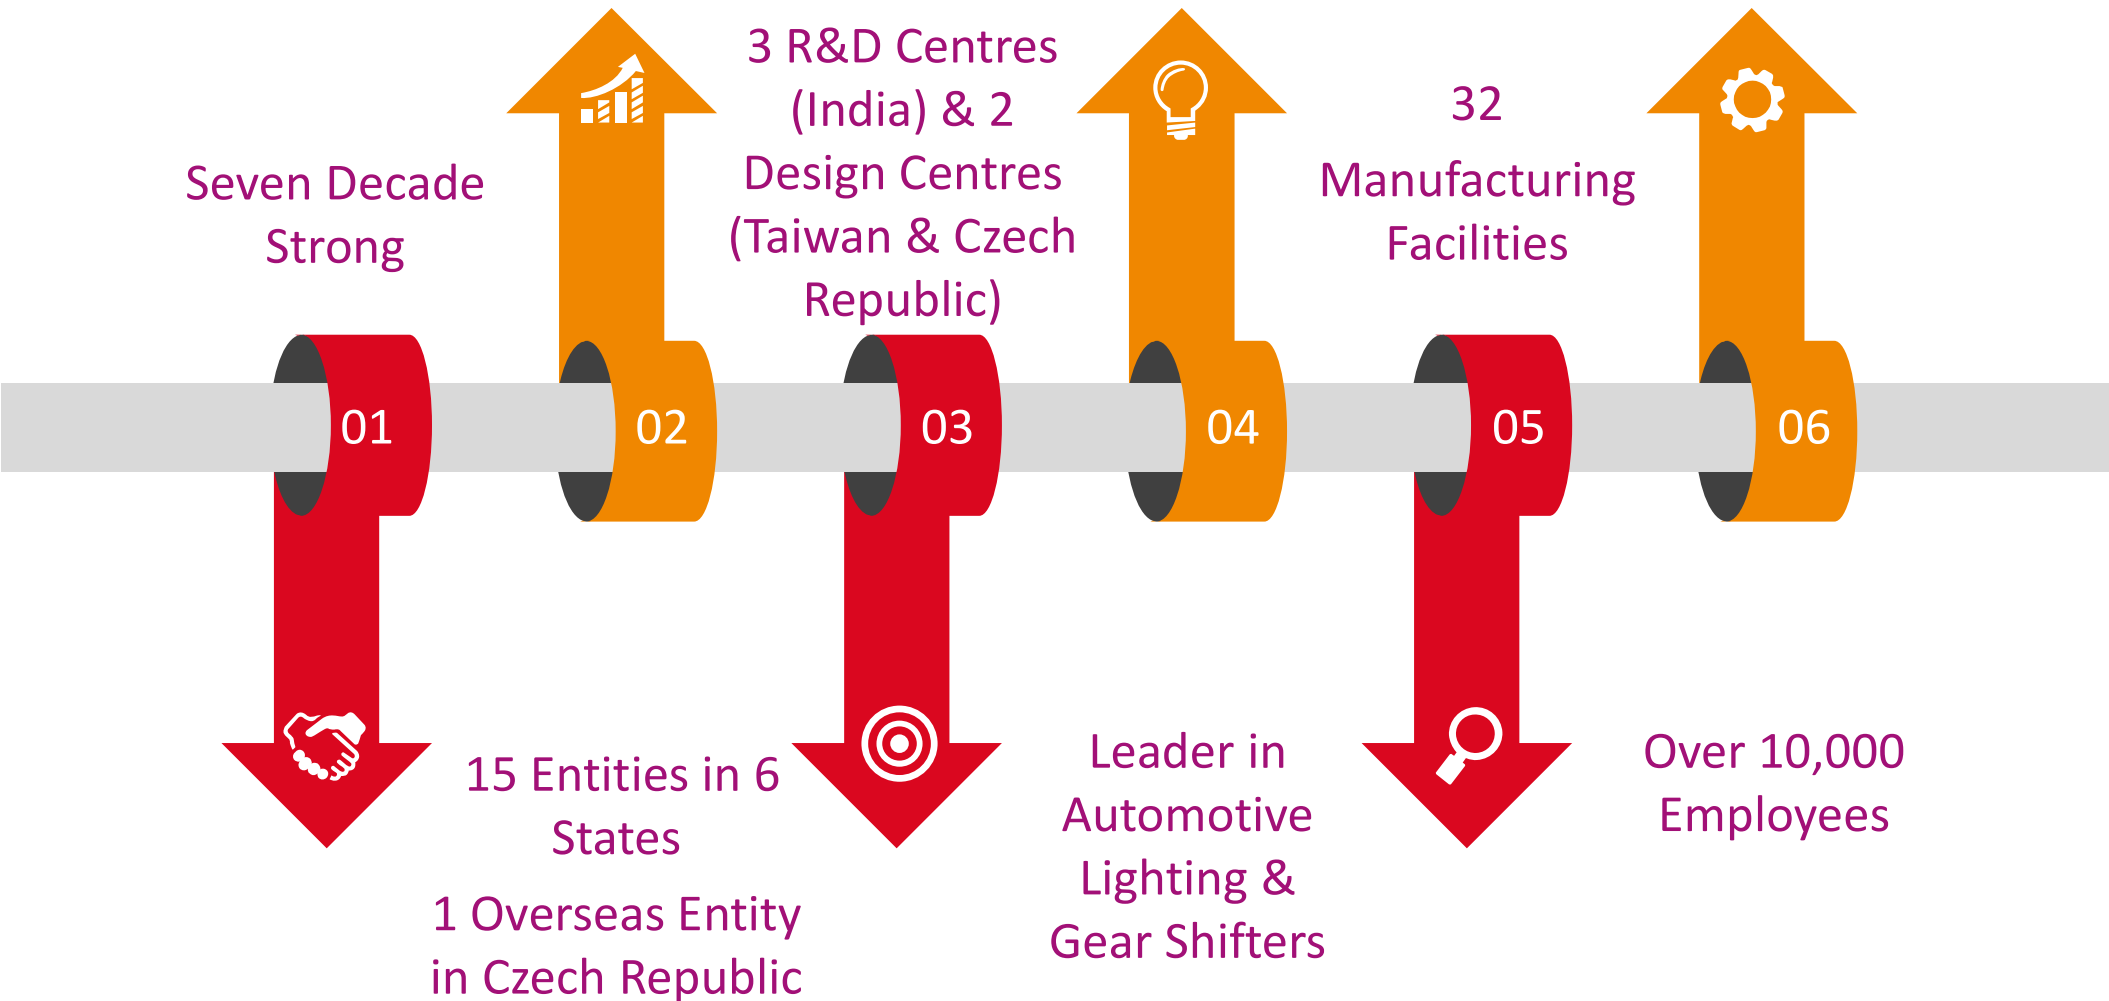 Seven Decade
Strong
01
02
15 Entities in 6
States
1 Overseas Entity
in Czech Republic
3 R&D Centres
(India) & 2
Design Centres
(Taiwan & Czech
Republic)
03
04
Leader in
Automotive
Lighting &
Gear Shifters
32
Manufacturing
Facilities
05
06
Over 10,000
Employees